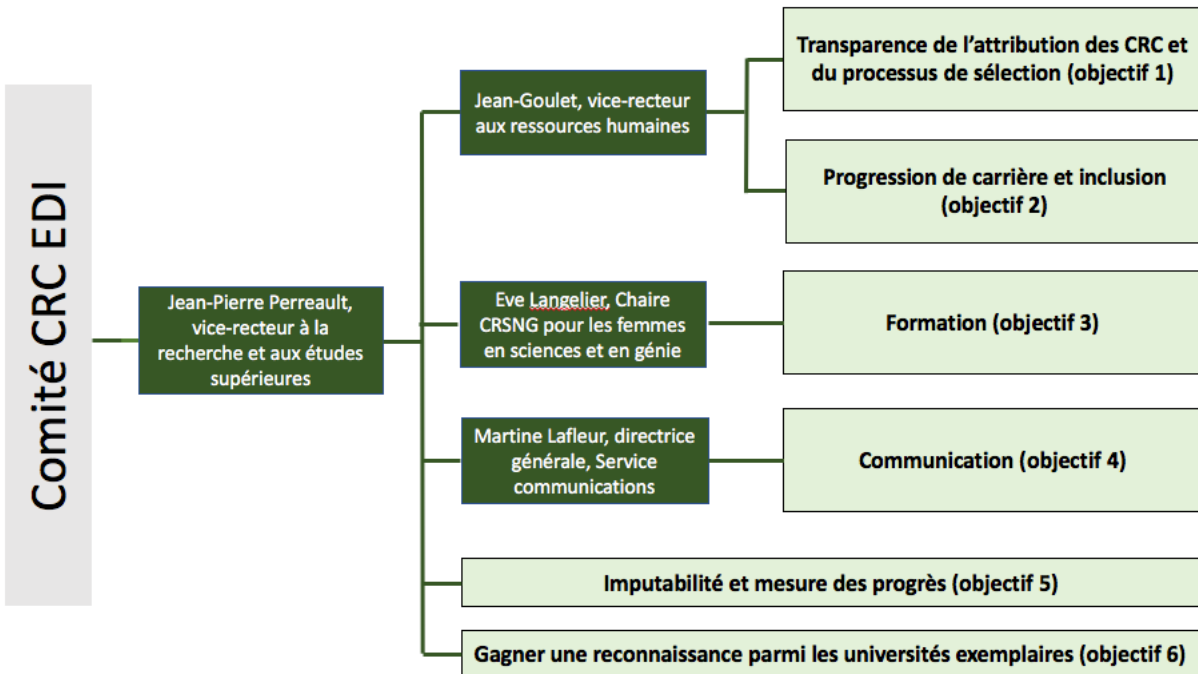 Comité CRC EDI
Jean-Pierre Perreault,
vice-recteur à la
recherche et aux études
supérieures
Jean-Goulet, vice-recteur
aux ressources humaines
Transparence de l’attribution des CRC et
du processus de sélection (objectif 1)
Progression de carrière et inclusion
(objectif 2)
Eve Langelier, Chaire
CRSNG pour les femmes
en sciences et en génie
Formation (objectif 3)
Martine Lafleur, directrice
générale, Service
communications
Communication (objectif 4)
Imputabilité et mesure des progrès (objectif 5)
Gagner une reconnaissance parmi les universités exemplaires (objectif 6)